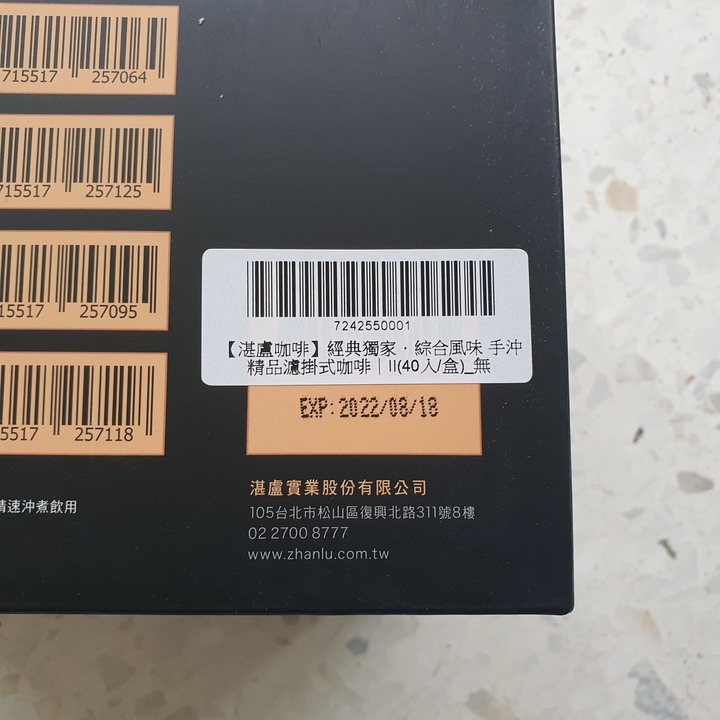 715517 257064
715517 257125
15517 257095
5517 257118
7242550001
【湛盧咖啡】經典獨家·綜合風味 手沖
精品濾掛式咖啡｜II(40入/盒)_無
EXP:2022/08/18
速沖煮飲用
湛盧實業股份有限公司
105台北市松山區復興北路311號8樓
02 2700 8777
www.zhanlu.com.tw